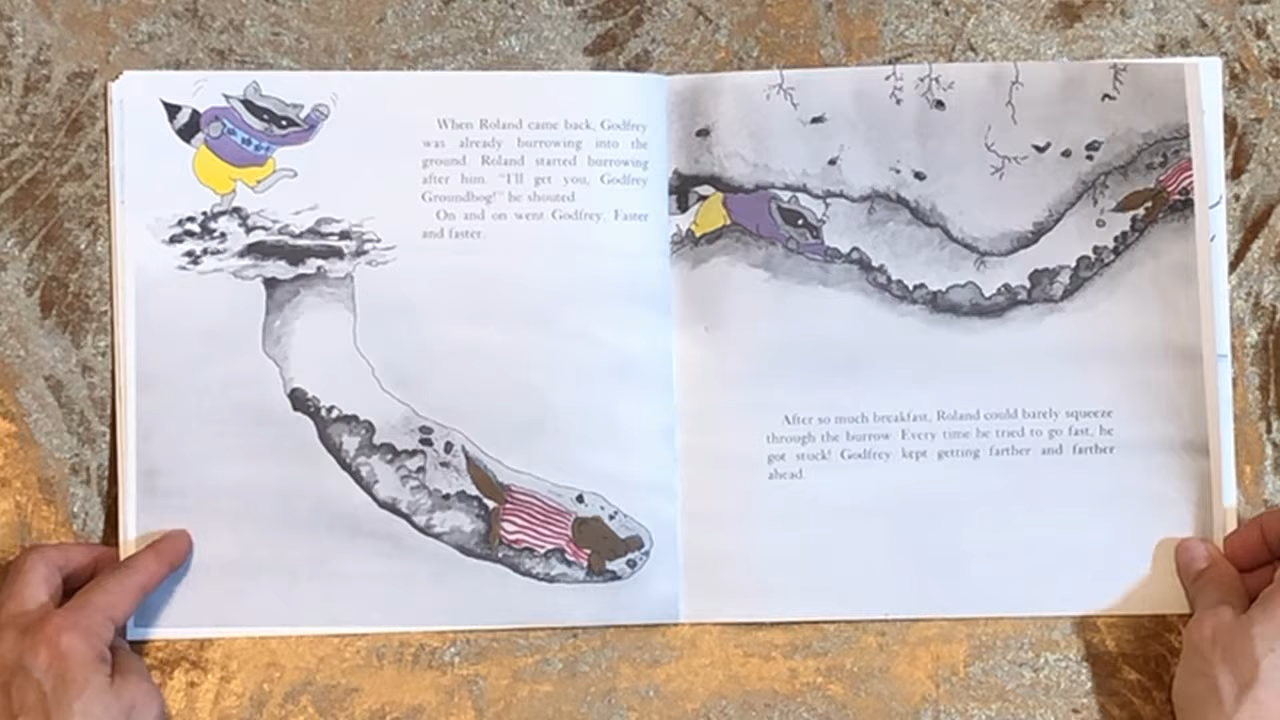 When Roland came back, Godfrey
was already burrowing into the
ground. Roland started burrowing
after him. "I'll get you, Godfrey
Groundhog!" he shouted.
On and on went Godfrey. Faster
and faster.
After so much breakfast, Roland could barely squeeze
through the burrow. Every time he tried to go fast, he
got stuck! Godfrey kept getting farther and farther
ahead.